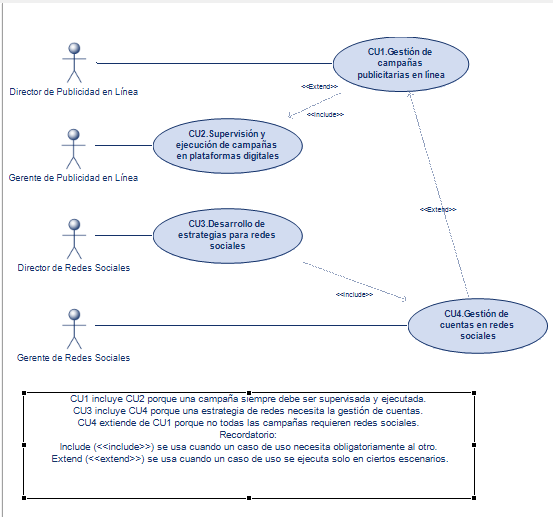 CU1.Gestión de
campañas
publicitarias en línea
Director de Publicidad en Línea
<<Extend>>
<<Include>>
CU2.Supervisión y
ejecución de campañas
en plataformas digitales
Gerente de Publicidad en Línea
CU3.Desarrollo de
estrategias para redes
sociales
<<Extend>>
Director de Redes Sociales
<<Include>>
CU4.Gestión de
cuentas en redes
sociales
Gerente de Redes Sociales
CU1 incluye CU2 porque una campaña siempre debe ser supervisada y ejecutada.
CU3 incluye CU4 porque una estrategia de redes necesita la gestión de cuentas.
CU4 extiende de CU1 porque no todas las campañas requieren redes sociales.
Recordatorio:
Include (<<include>>) se usa cuando un caso de uso necesita obligatoriamente al otro.
Extend (<<extend>>) se usa cuando un caso de uso se ejecuta solo en ciertos escenarios.